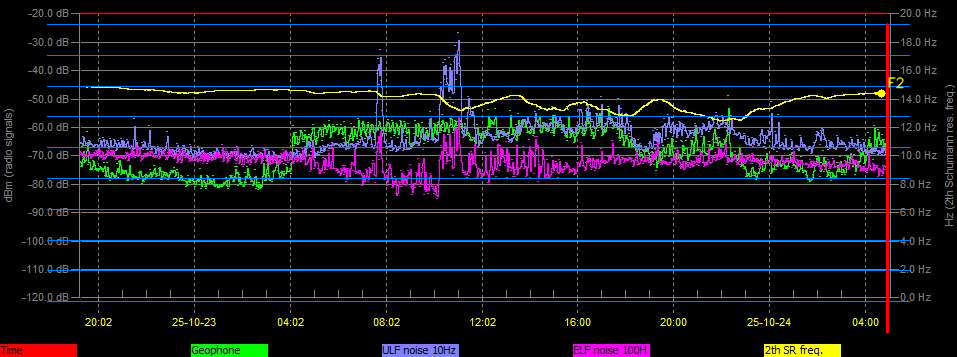 -20.0 dB 20.0 Hz
-30.0 dB 18.0 Hz
-40.0 dB 16.0 Hz
F2
-50.0 dB 14.0 Hz
-60.0 dB 12.0 Hz
-70.0 dB 10.0 Hz
-80.0 dB 8.0 Hz
-90.0 dB 6.0 Hz
-100.0 dB 4.0 Hz
-110.0 dB 2.0 Hz
-120.0 dB 0.0 Hz
dBm (radio signals)
Hz (2th Schumann res. freq.)
20:02 25-10-23 04:02 08:02 12:02 16:00 20:00 25-10-24 04:00
Time Geophone ULF noise 10Hz ELF noise 100H 2th SR freq.